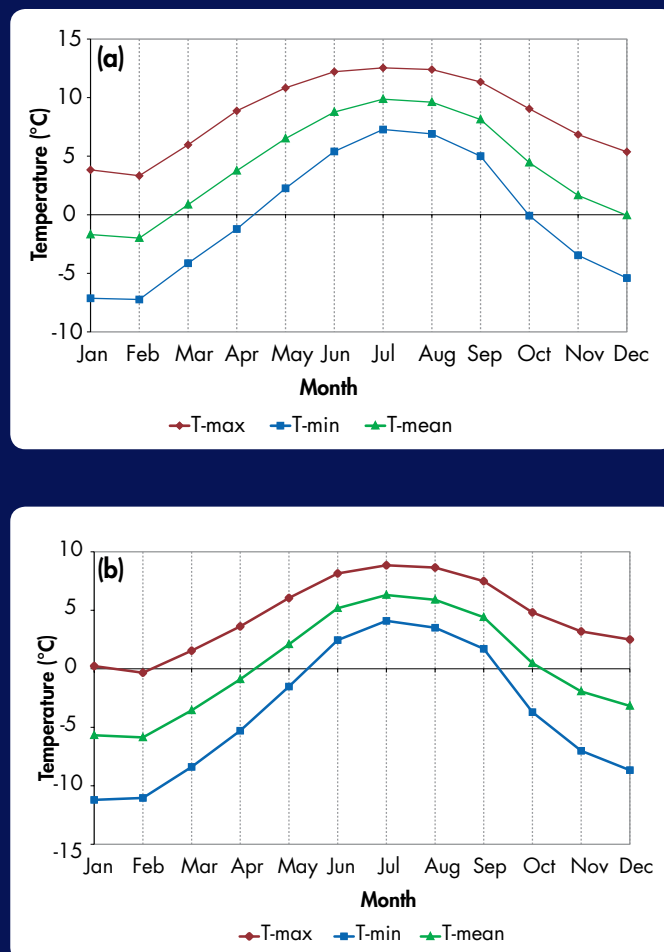 (a)
Temperature (°C)
15
10
5
0
-5
-10
Jan Feb Mar Apr May Jun Jul Aug Sep Oct Nov Dec
Month
T-max T-min T-mean
(b)
Temperature (°C)
10
5
0
-5
-10
-15
Jan Feb Mar Apr May Jun Jul Aug Sep Oct Nov Dec
Month
T-max T-min T-mean